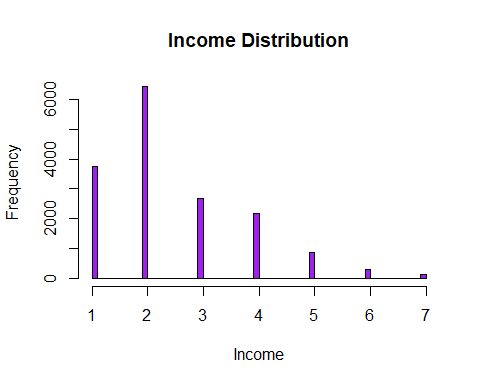 Income Distribution
Frequency
6000
4000
2000
0
1 2 3 4 5 6 7
Income